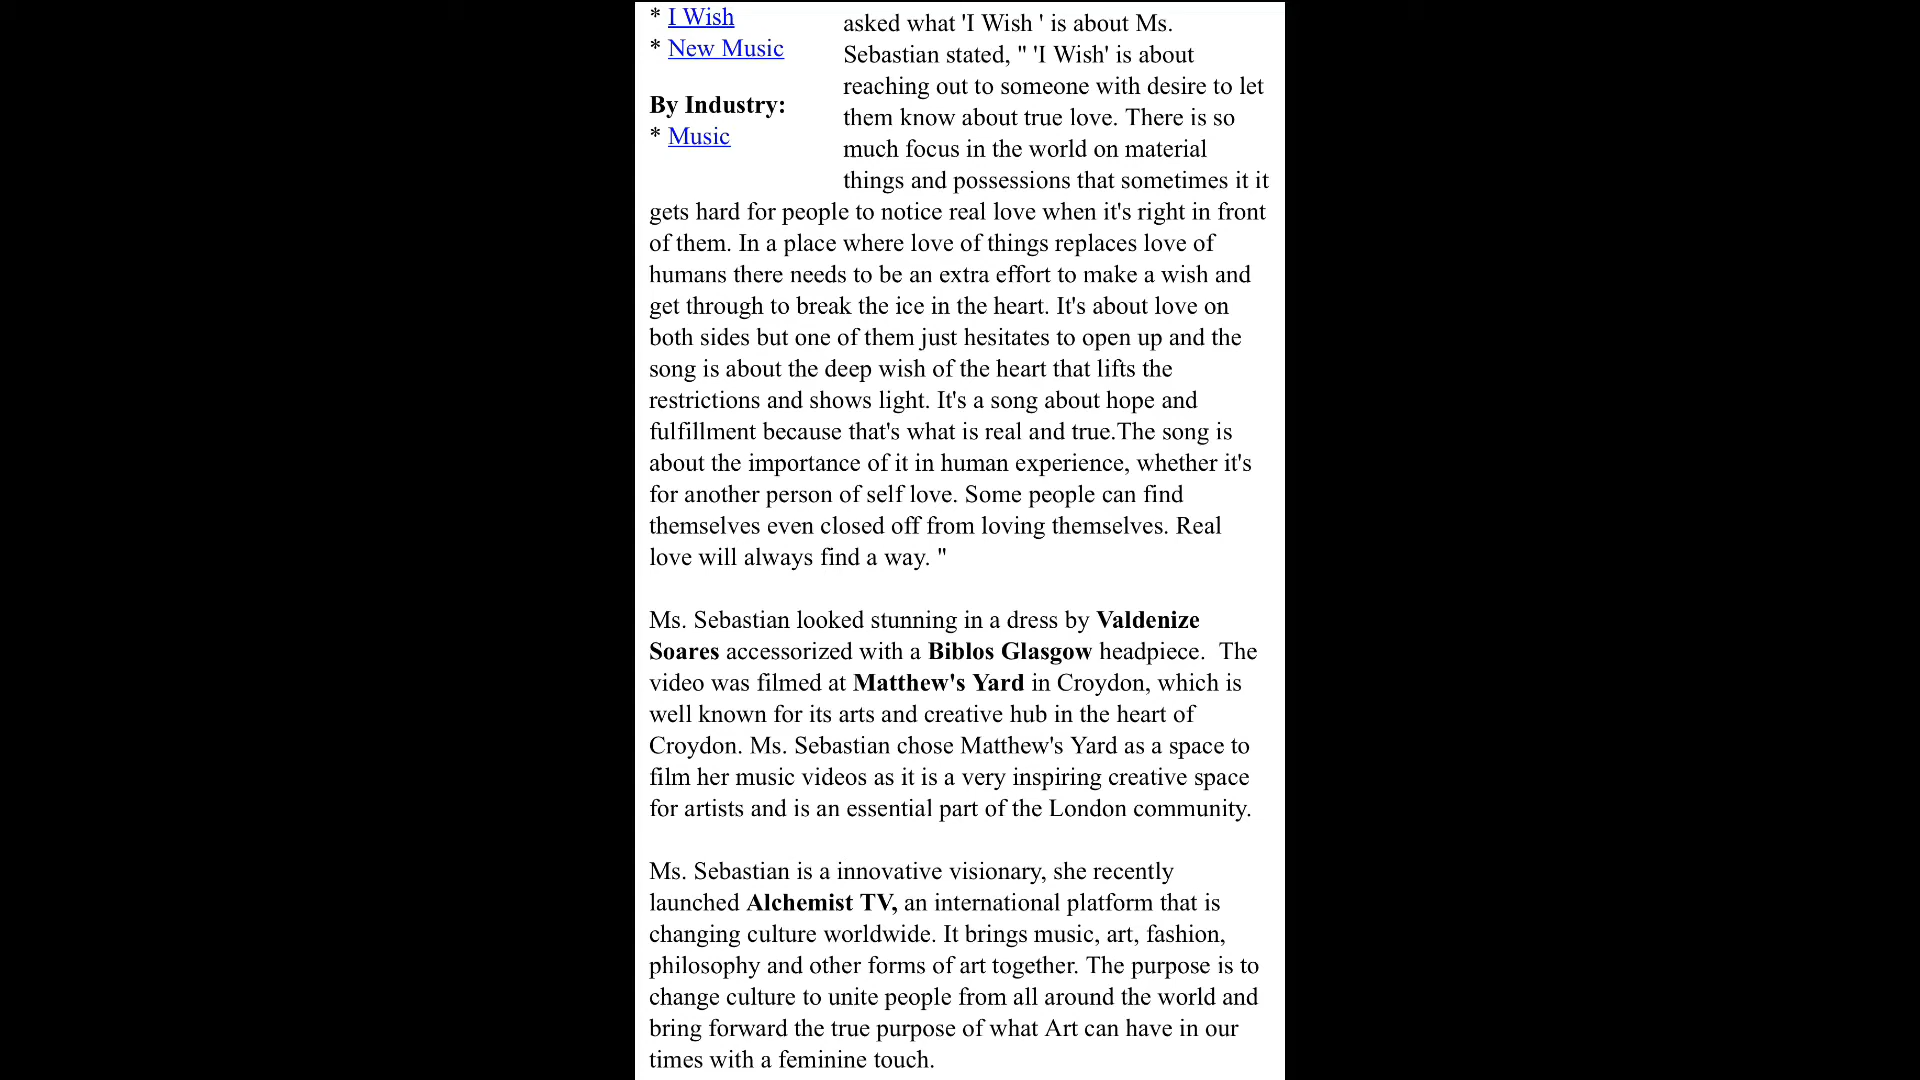 * I Wish
* New Music
By Industry:
* Music
asked what 'I Wish ' is about Ms.
Sebastian stated, " 'I Wish' is about
reaching out to someone with desire to let
them know about true love. There is so
much focus in the world on material
things and possessions that sometimes it it
gets hard for people to notice real love when it's right in front
of them. In a place where love of things replaces love of
humans there needs to be an extra effort to make a wish and
get through to break the ice in the heart. It's about love on
both sides but one of them just hesitates to open up and the
song is about the deep wish of the heart that lifts the
restrictions and shows light. It's a song about hope and
fulfillment because that's what is real and true.The song is
about the importance of it in human experience, whether it's
for another person of self love. Some people can find
themselves even closed off from loving themselves. Real
love will always find a way. "
Ms. Sebastian looked stunning in a dress by Valdenize
Soares accessorized with a Biblos Glasgow headpiece.  The
video was filmed at Matthew's Yard in Croydon, which is
well known for its arts and creative hub in the heart of
Croydon. Ms. Sebastian chose Matthew's Yard as a space to
film her music videos as it is a very inspiring creative space
for artists and is an essential part of the London community.
Ms. Sebastian is a innovative visionary, she recently
launched Alchemist TV, an international platform that is
changing culture worldwide. It brings music, art, fashion,
philosophy and other forms of art together. The purpose is to
change culture to unite people from all around the world and
bring forward the true purpose of what Art can have in our
times with a feminine touch.